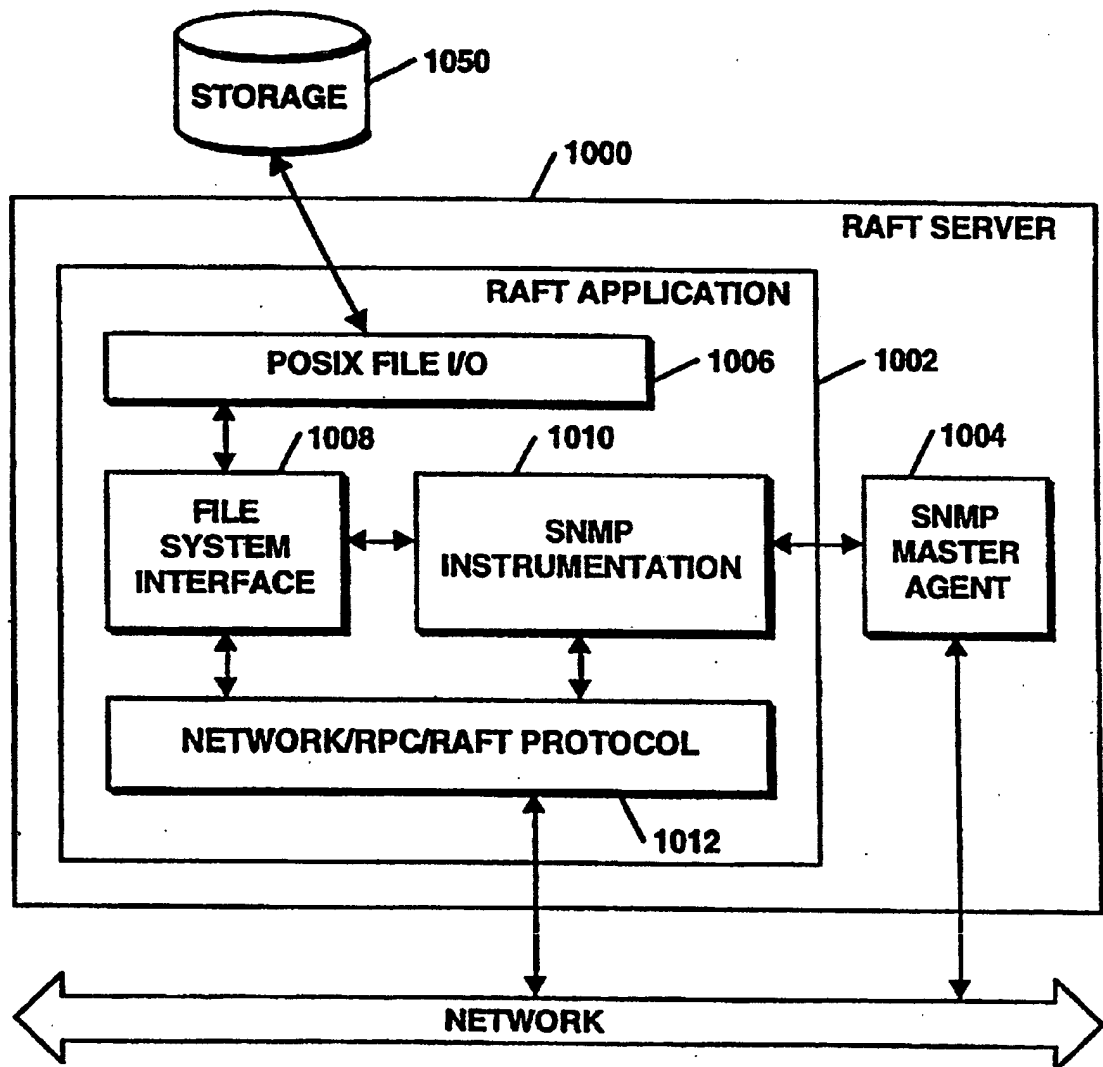 1050
STORAGE
1000
RAFT SERVER
RAFT APPLICATION
POSIX FILE I/O
1006
1002
1008
1010
1004
FILE
SYSTEM
INTERFACE
SNMP
INSTRUMENTATION
SNMP
MASTER
AGENT
NETWORK/RPC/RAFT PROTOCOL
1012
NETWORK